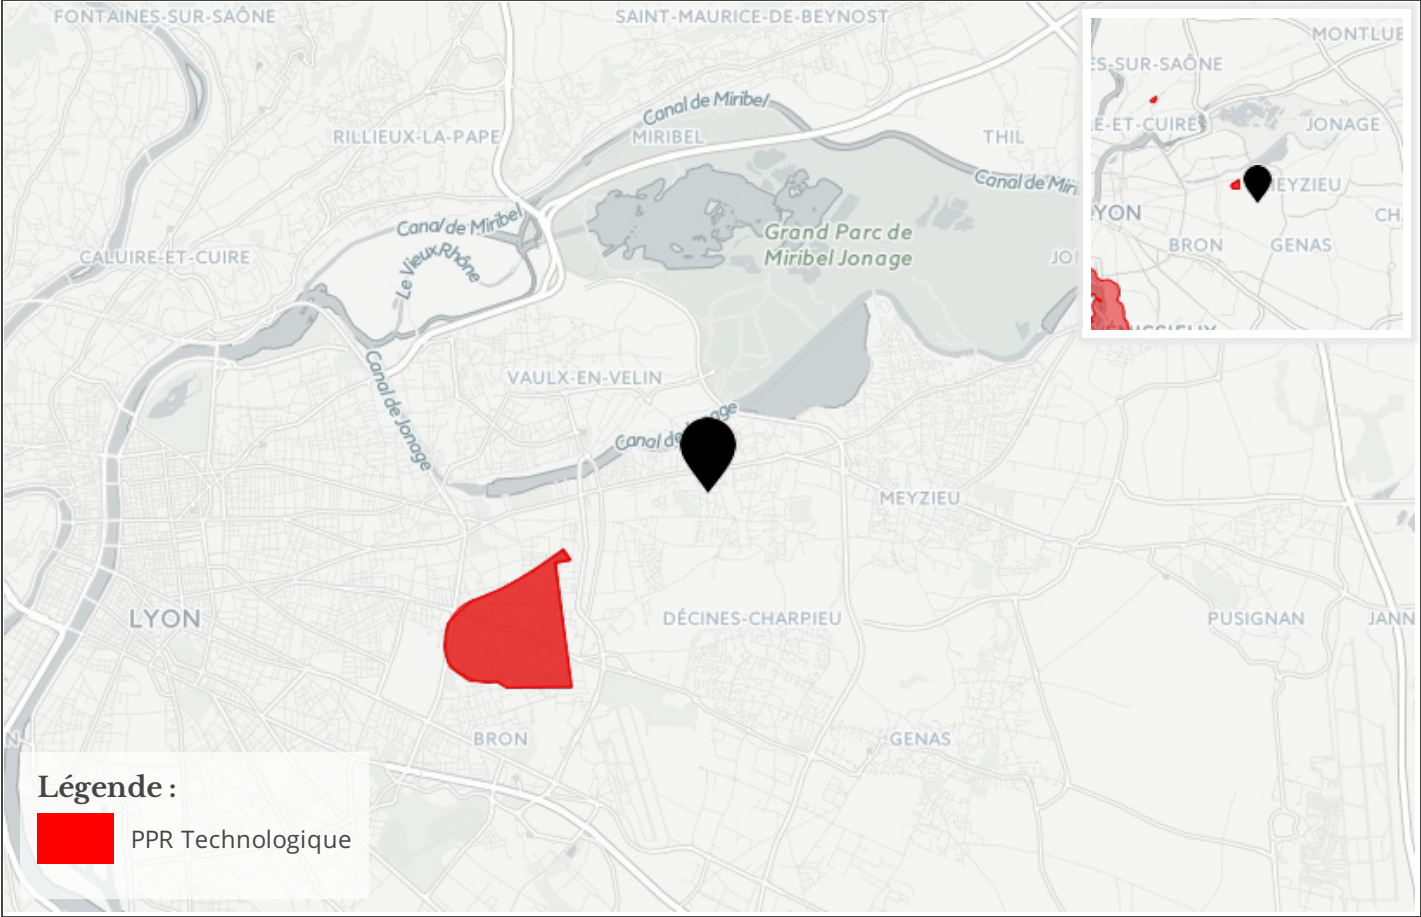 FONTAINES-SUR-SAÔNE
SAINT-MAURICE-DE-BEYNOST
Canal de Miribel
RILLIEUX-LA-PAPE
MIRIBEL
THIL
Canal de Miri
Canal de Miribel
Grand Parc de
Miribel Jonage
CALUIRE-ET-CUIRE
Le Vieux Rhône
JO
Canal de Jonage
VAULX-EN-VELIN
Canal de
age
MEYZIEU
LYON
DÉCINES-CHARPIEU
PUSIGNAN
JANN
BRON
GENAS
N
Légende :
PPR Technologique
MONTLUE
ES-SUR-SAÔNE
E-ET-CUIRE
JONAGE
EYZIEU
YON
CH
BRON
GENAS
ÉNISSIEUX